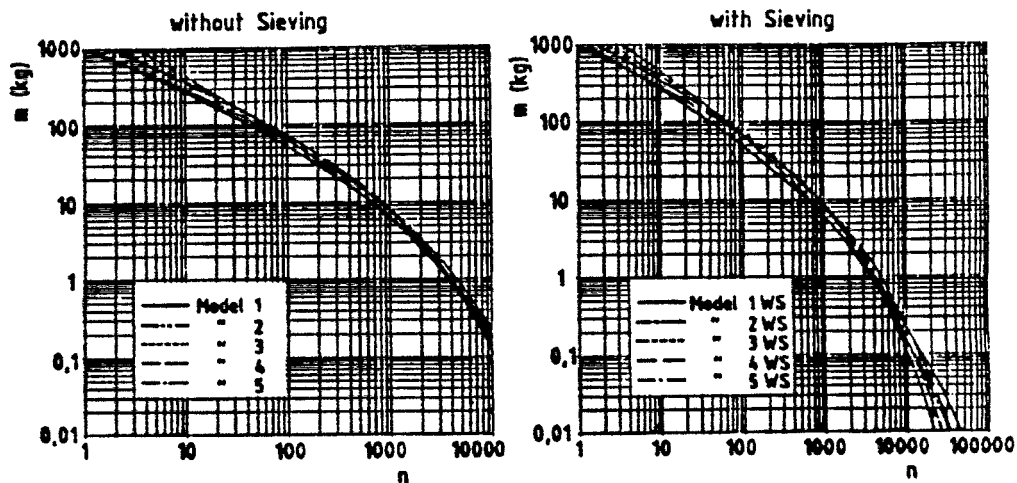 without Sieving
m (kg)
1000
100
10
1
0,1
0,01
Model 1
" 2
" 3
" 4
" 5
1 10 100 1000 10000
n
with Sieving
m (kg)
1000
100
10
1
0,1
0,01
Model 1 WS
" 2 WS
" 3 WS
" 4 WS
" 5 WS
1 10 100 1000 10000 100000
n